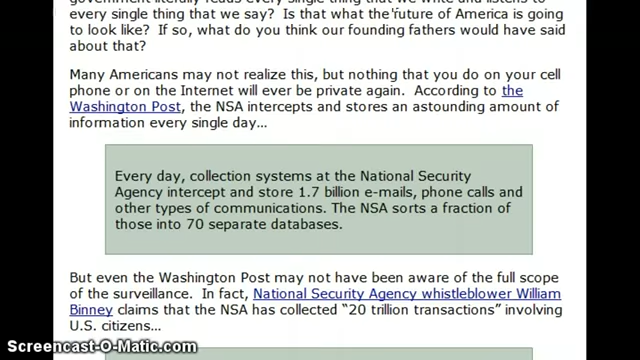 government literally reads every single thing that we write and listens to
every single thing that we say?  Is that what the future of America is going
to look like?  If so, what do you think our founding fathers would have said
about that?
Many Americans may not realize this, but nothing that you do on your cell
phone or on the Internet will ever be private again.  According to the
Washington Post, the NSA intercepts and stores an astounding amount of
information every single day...
Every day, collection systems at the National Security
Agency intercept and store 1.7 billion e-mails, phone calls and
other types of communications. The NSA sorts a fraction of
those into 70 separate databases.
But even the Washington Post may not have been aware of the full scope
of the surveillance.  In fact, National Security Agency whistleblower William
Binney claims that the NSA has collected “20 trillion transactions” involving
U.S. citizens...
Screencast-O-Matic.com